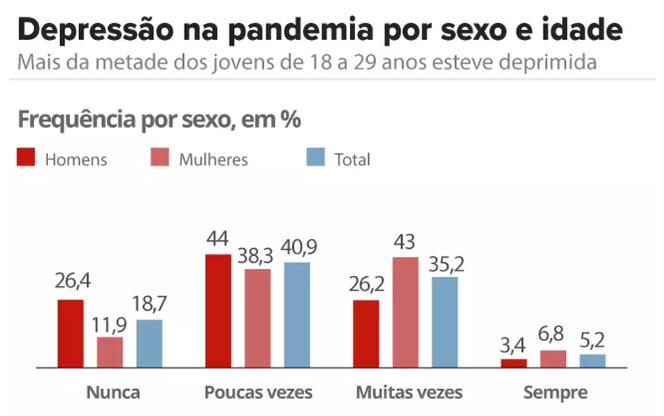 Depressão na pandemia por sexo e idade
Mais da metade dos jovens de 18 a 29 anos esteve deprimida
Frequência por sexo, em %
Homens Mulheres Total
26,4 11,9 18,7 44 38,3 40,9 26,2 43 35,2 3,4 6,8 5,2
Nunca Poucas vezes Muitas vezes Sempre